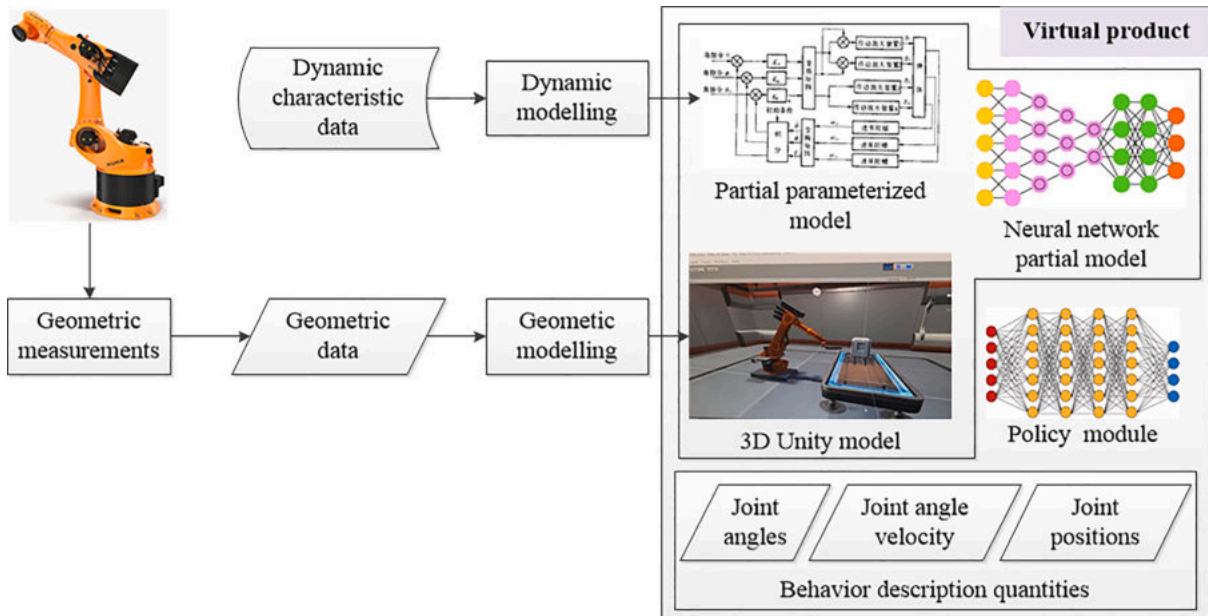 Virtual product
Dynamic
characteristic
data
Dynamic
modelling
Partial parameterized
model
Neural network
partial model
Geometric
measurements
Geometric
data
Geometic
modelling
3D Unity model
Policy module
Joint
angles
Joint angle
velocity
Joint
positions
Behavior description quantities